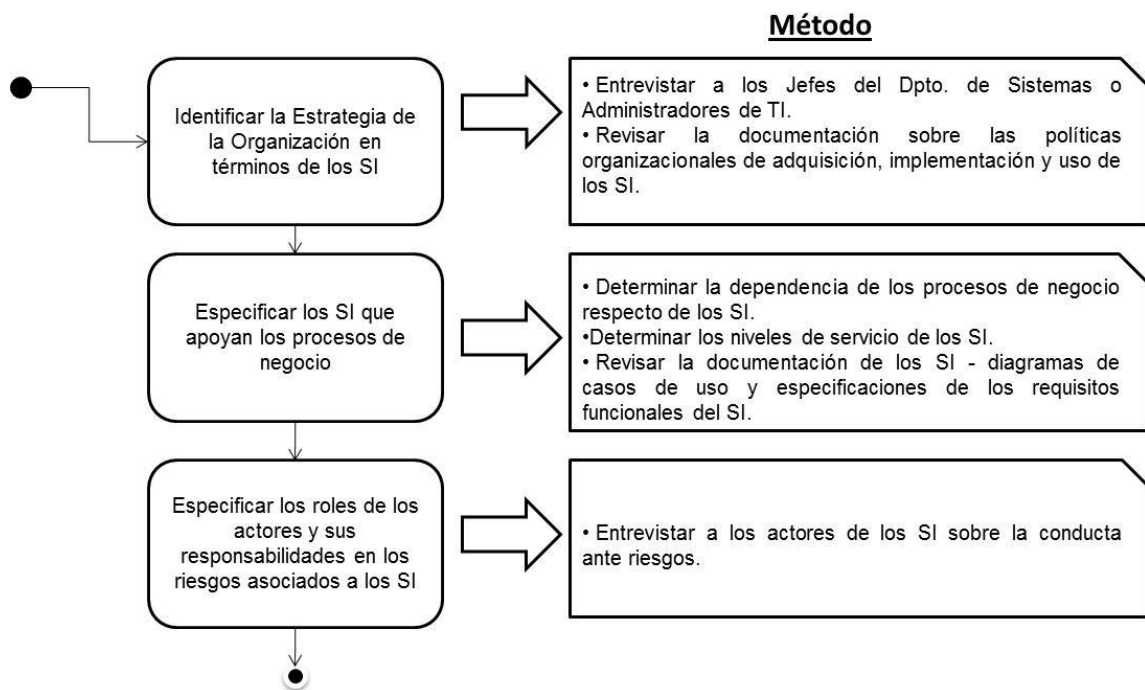 Método
Identificar la Estrategia de
la Organización en
términos de los SI
• Entrevistar a los Jefes del Dpto. de Sistemas o
Administradores de TI.
• Revisar la documentación sobre las políticas
organizacionales de adquisición, implementación y uso de
los SI.
Especificar los SI que
apoyan los procesos de
negocio
• Determinar la dependencia de los procesos de negocio
respecto de los SI.
•Determinar los niveles de servicio de los SI.
• Revisar la documentación de los SI - diagramas de
casos de uso y especificaciones de los requisitos
funcionales del SI.
Especificar los roles de los
actores y sus
responsabilidades en los
riesgos asociados a los SI
• Entrevistar a los actores de los SI sobre la conducta
ante riesgos.